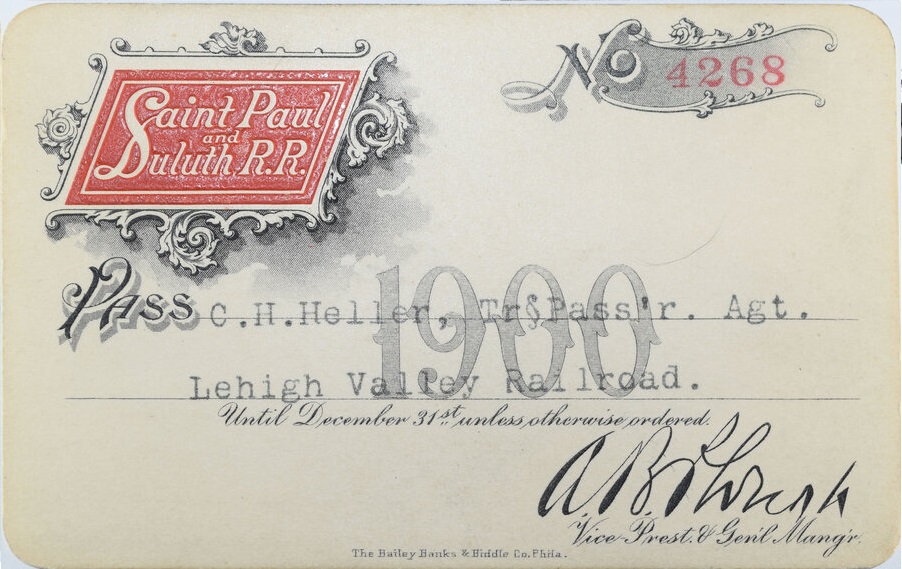 Saint Paul
and
Duluth R.R.
No 4268
1900
Pass C.H.Heller, Tr&Pass'r. Agt.
Lehigh Valley Railroad.
Until December 31st unless otherwise ordered.
A B Plough
Vice-Prest. & Gen'l Mang'r.
The Bailey Banks & Biddle Co. Phila.